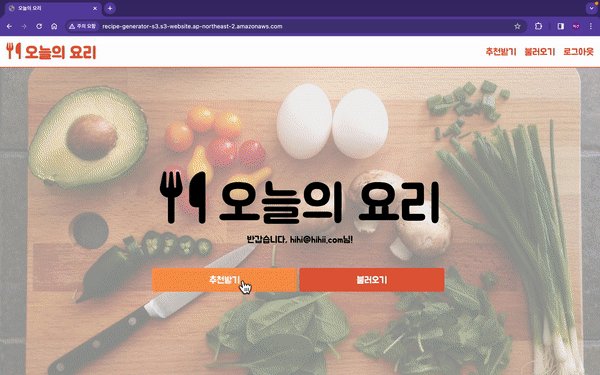 오늘의 요리
주의 요함 recipe-generator-s3.s3-website.ap-northeast-2.amazonaws.com
오늘의 요리
추천받기 불러오기 로그아웃
오늘의 요리
반갑습니다, hihi@hihii.com님!
추천받기 불러오기